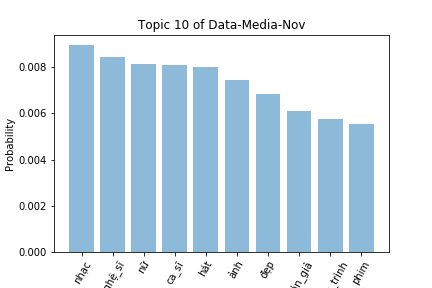 Topic 10 of Data-Media-Nov
Probability
0.008
0.006
0.004
0.002
0.000
nhạc
nữ
ca_sĩ
hát
ảnh
đẹp
phim